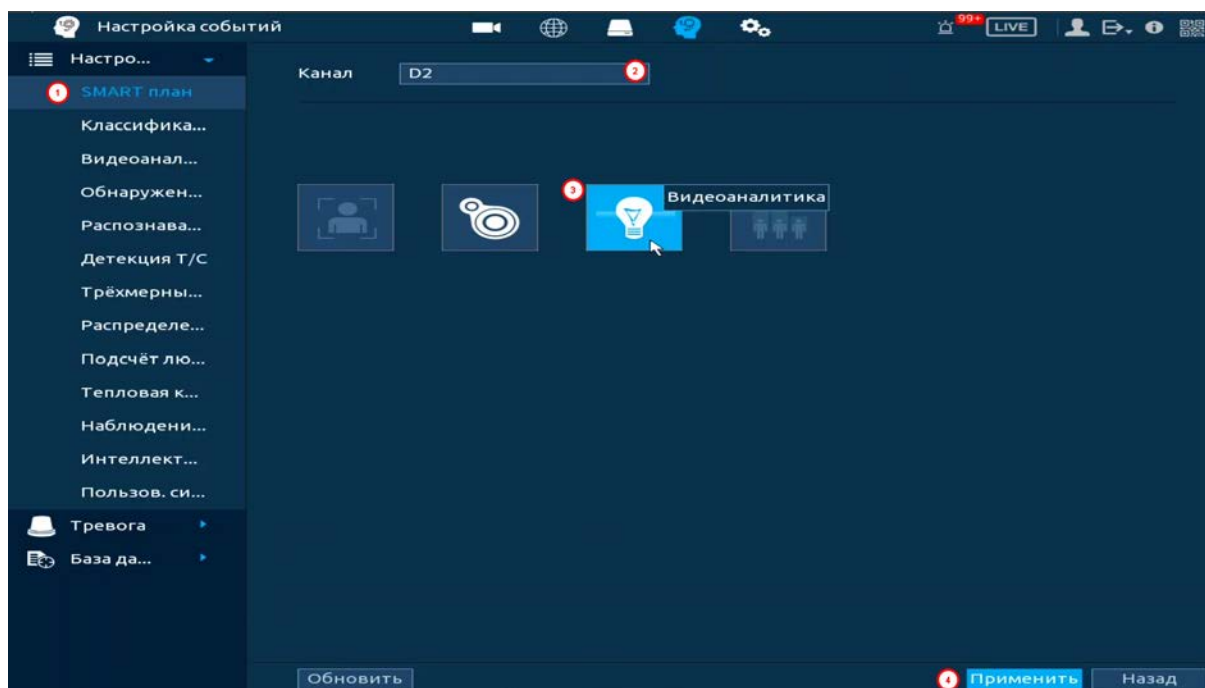 Настройка событий
99+
LIVE
Настро...
1
SMART план
Классифика...
Видеоанал...
Обнаружен...
Распознава...
Детекция Т/С
Трёхмерны...
Распределе...
Подсчёт лю...
Тепловая к...
Наблюдени...
Интеллект...
Пользов. си...
Тревога
База да...
Канал
D2
2
3
Видеоаналитика
Обновить
4
Применить
Назад